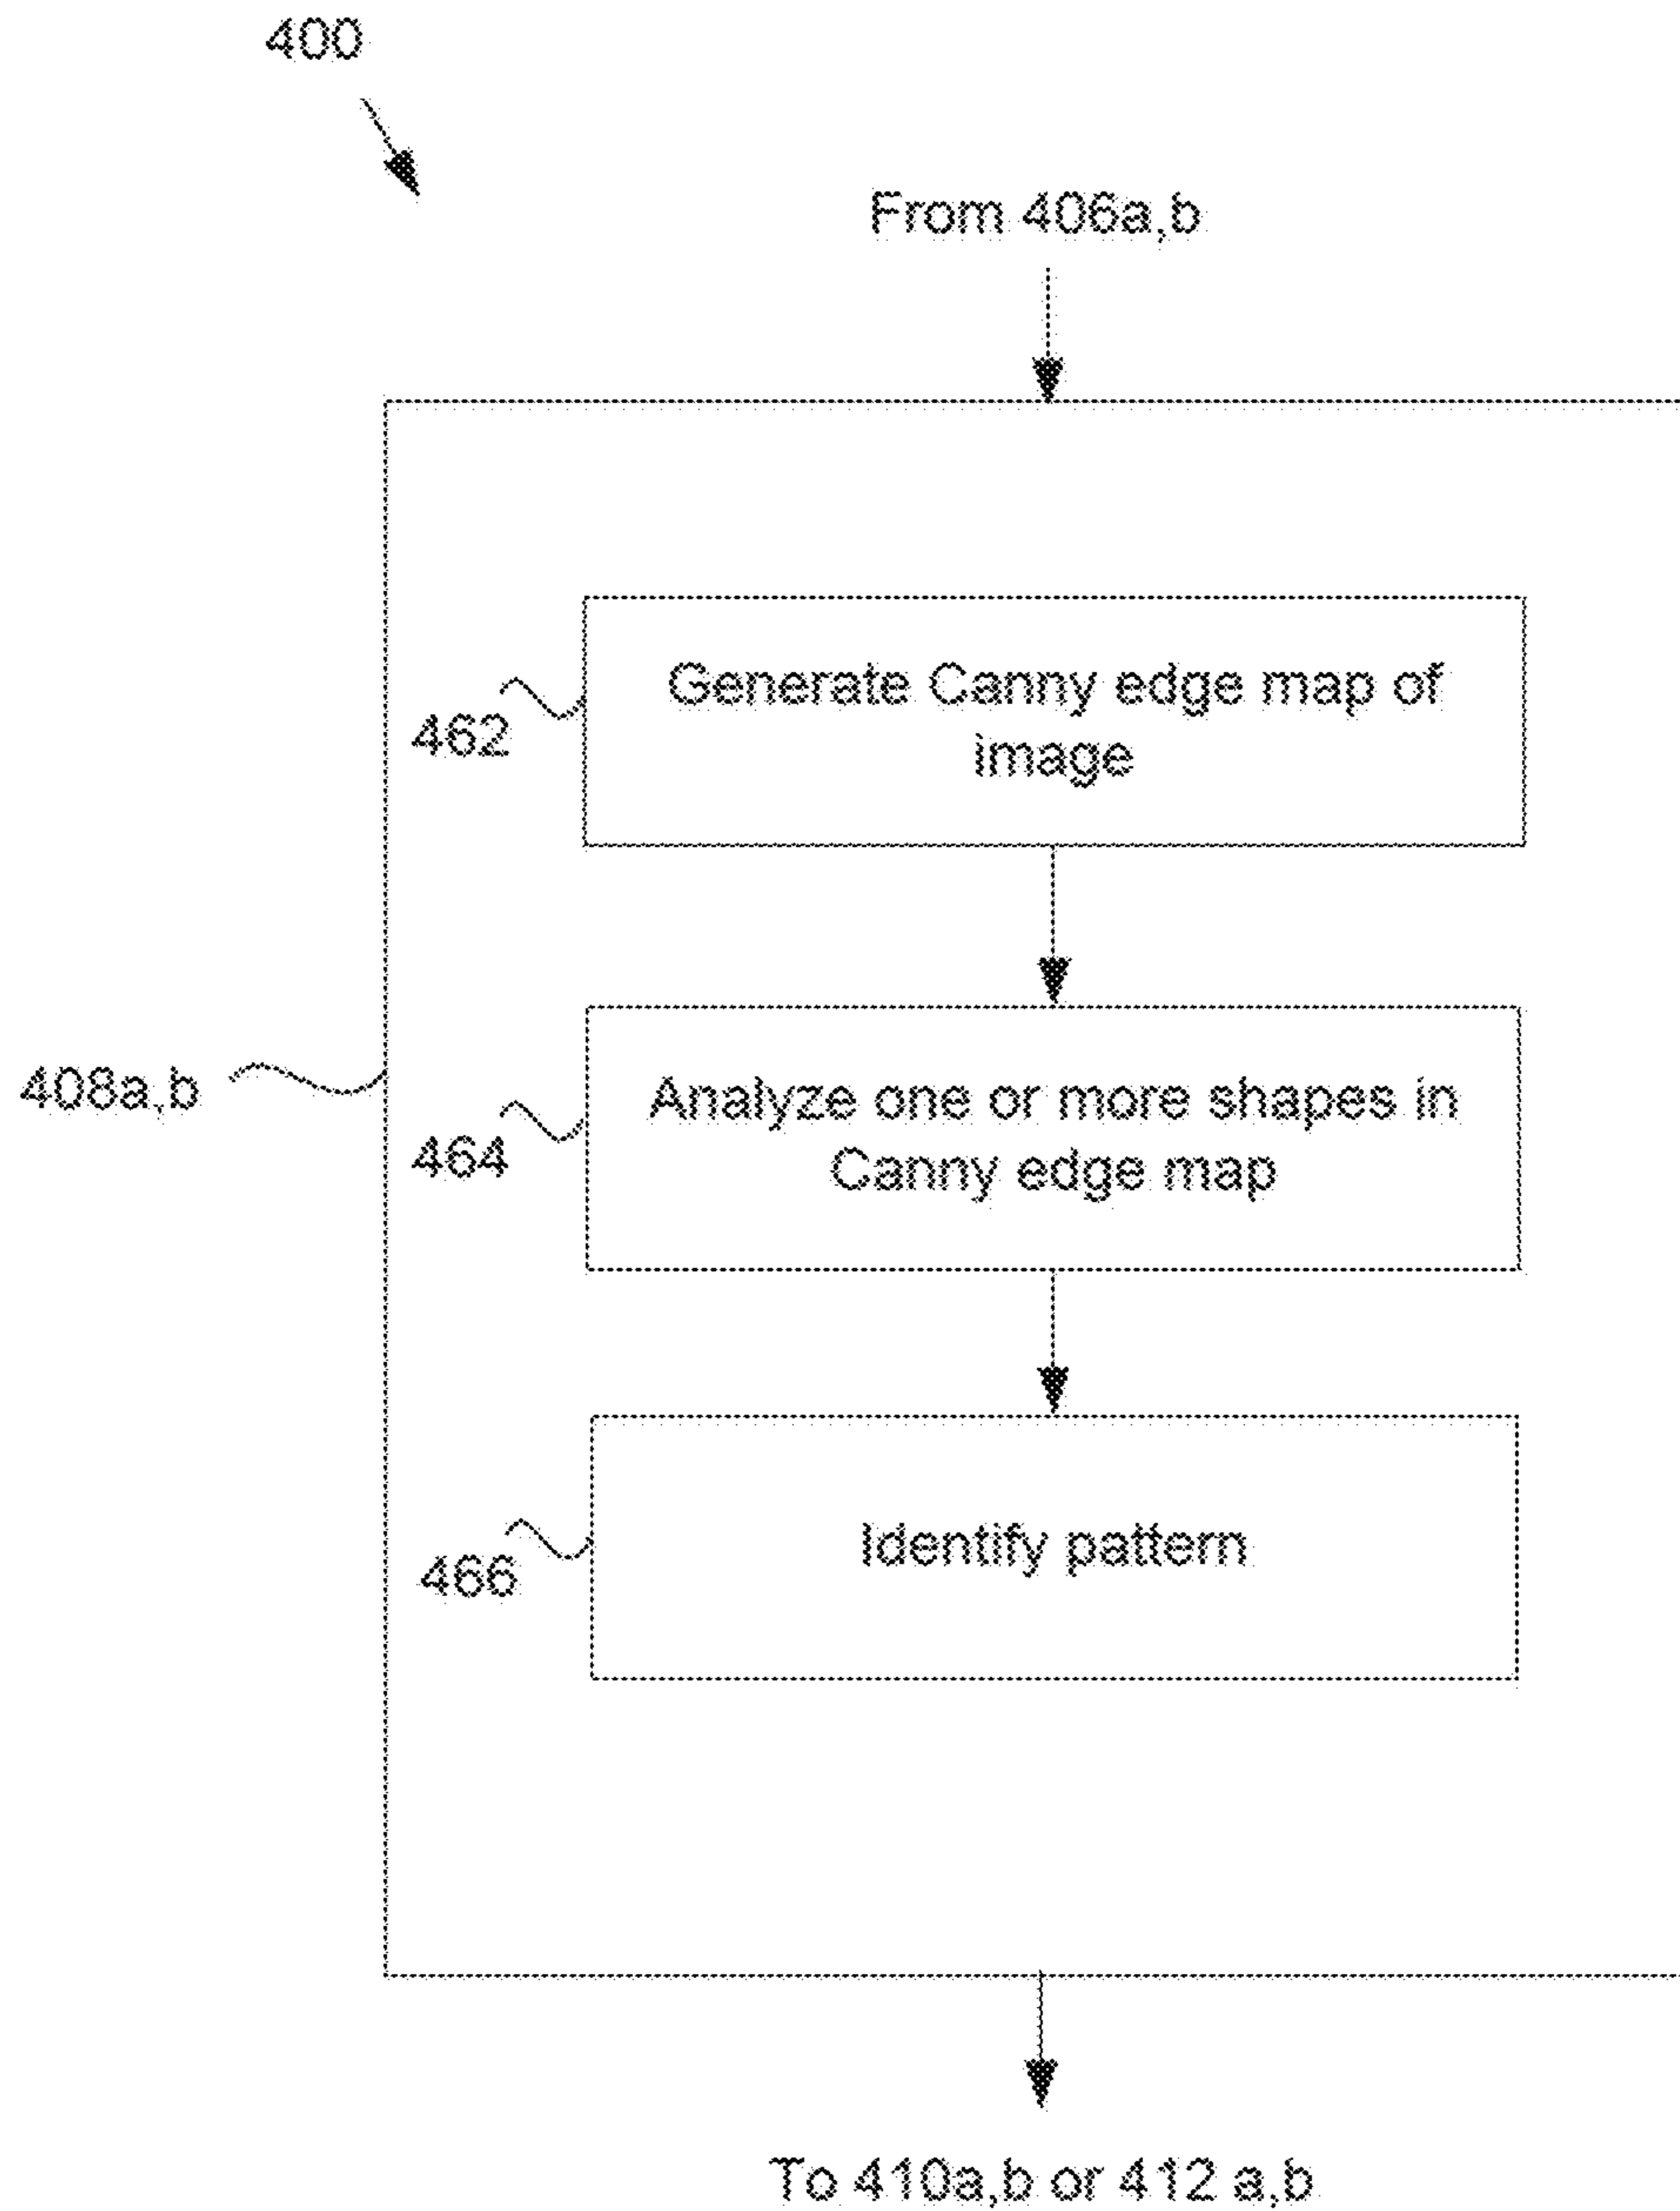 400
From 406a,b
Generate Canny edge map of
image
462
Analyze one or more shapes in
Canny edge map
408a,b
464
Identify pattern
466
To 410a,b or 412 a,b